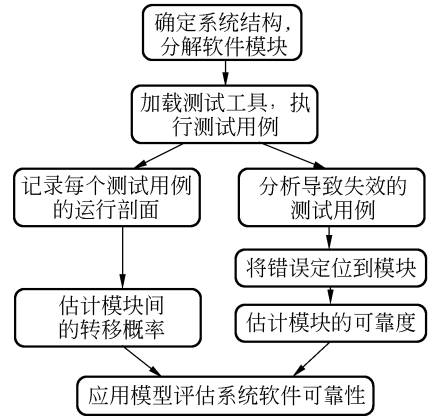 确定系统结构，
分解软件模块
加载测试工具，执
行测试用例
记录每个测试用例
的运行剖面
分析导致失效的
测试用例
将错误定位到模块
估计模块间
的转移概率
估计模块的可靠度
应用模型评估系统软件可靠性